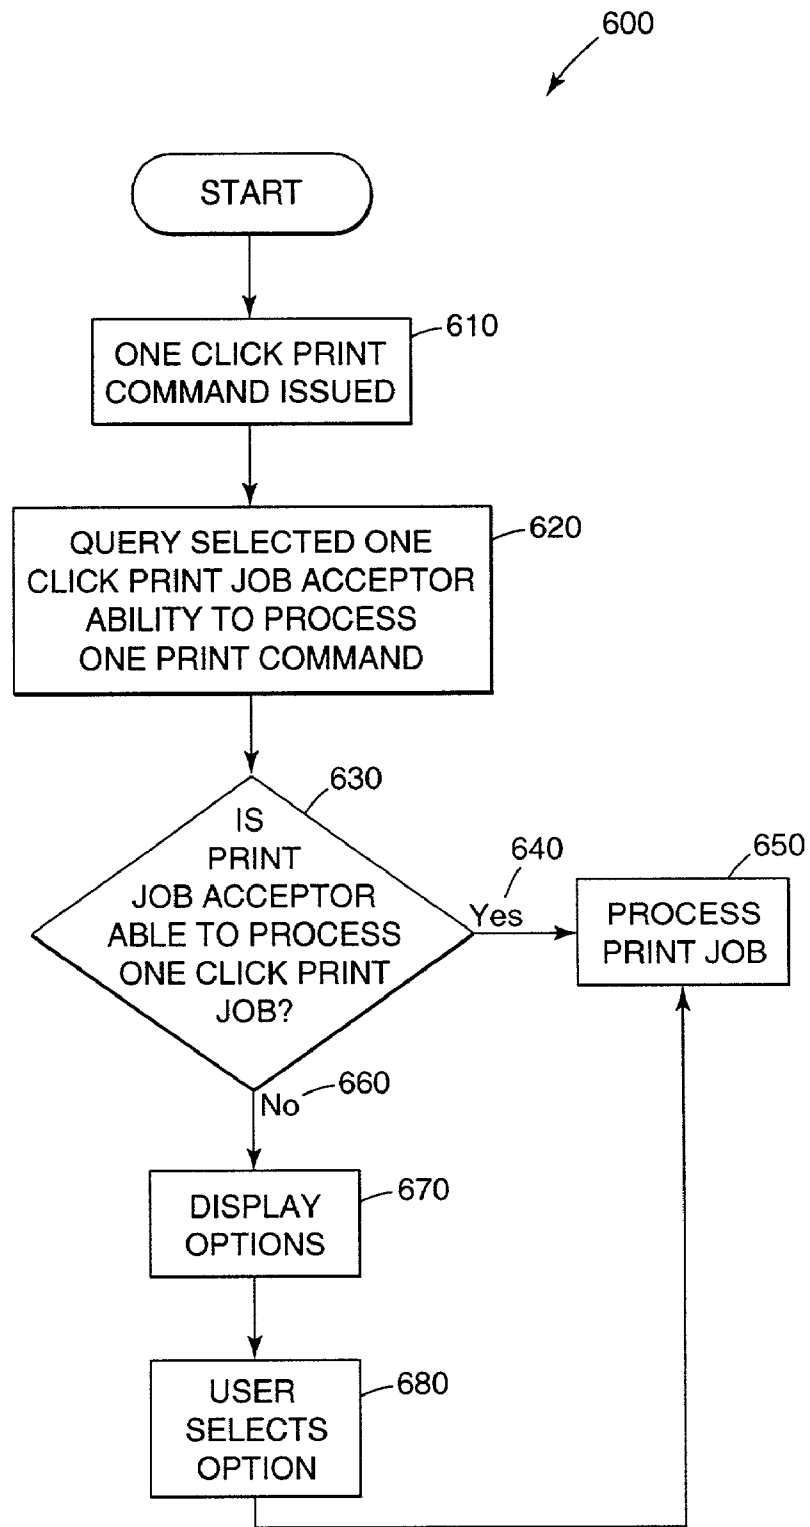 600
START
610
ONE CLICK PRINT
COMMAND ISSUED
620
QUERY SELECTED ONE
CLICK PRINT JOB ACCEPTOR
ABILITY TO PROCESS
ONE PRINT COMMAND
630
IS
PRINT
JOB ACCEPTOR
ABLE TO PROCESS
ONE CLICK PRINT
JOB?
640
Yes
650
PROCESS
PRINT JOB
660
No
670
DISPLAY
OPTIONS
680
USER
SELECTS
OPTION